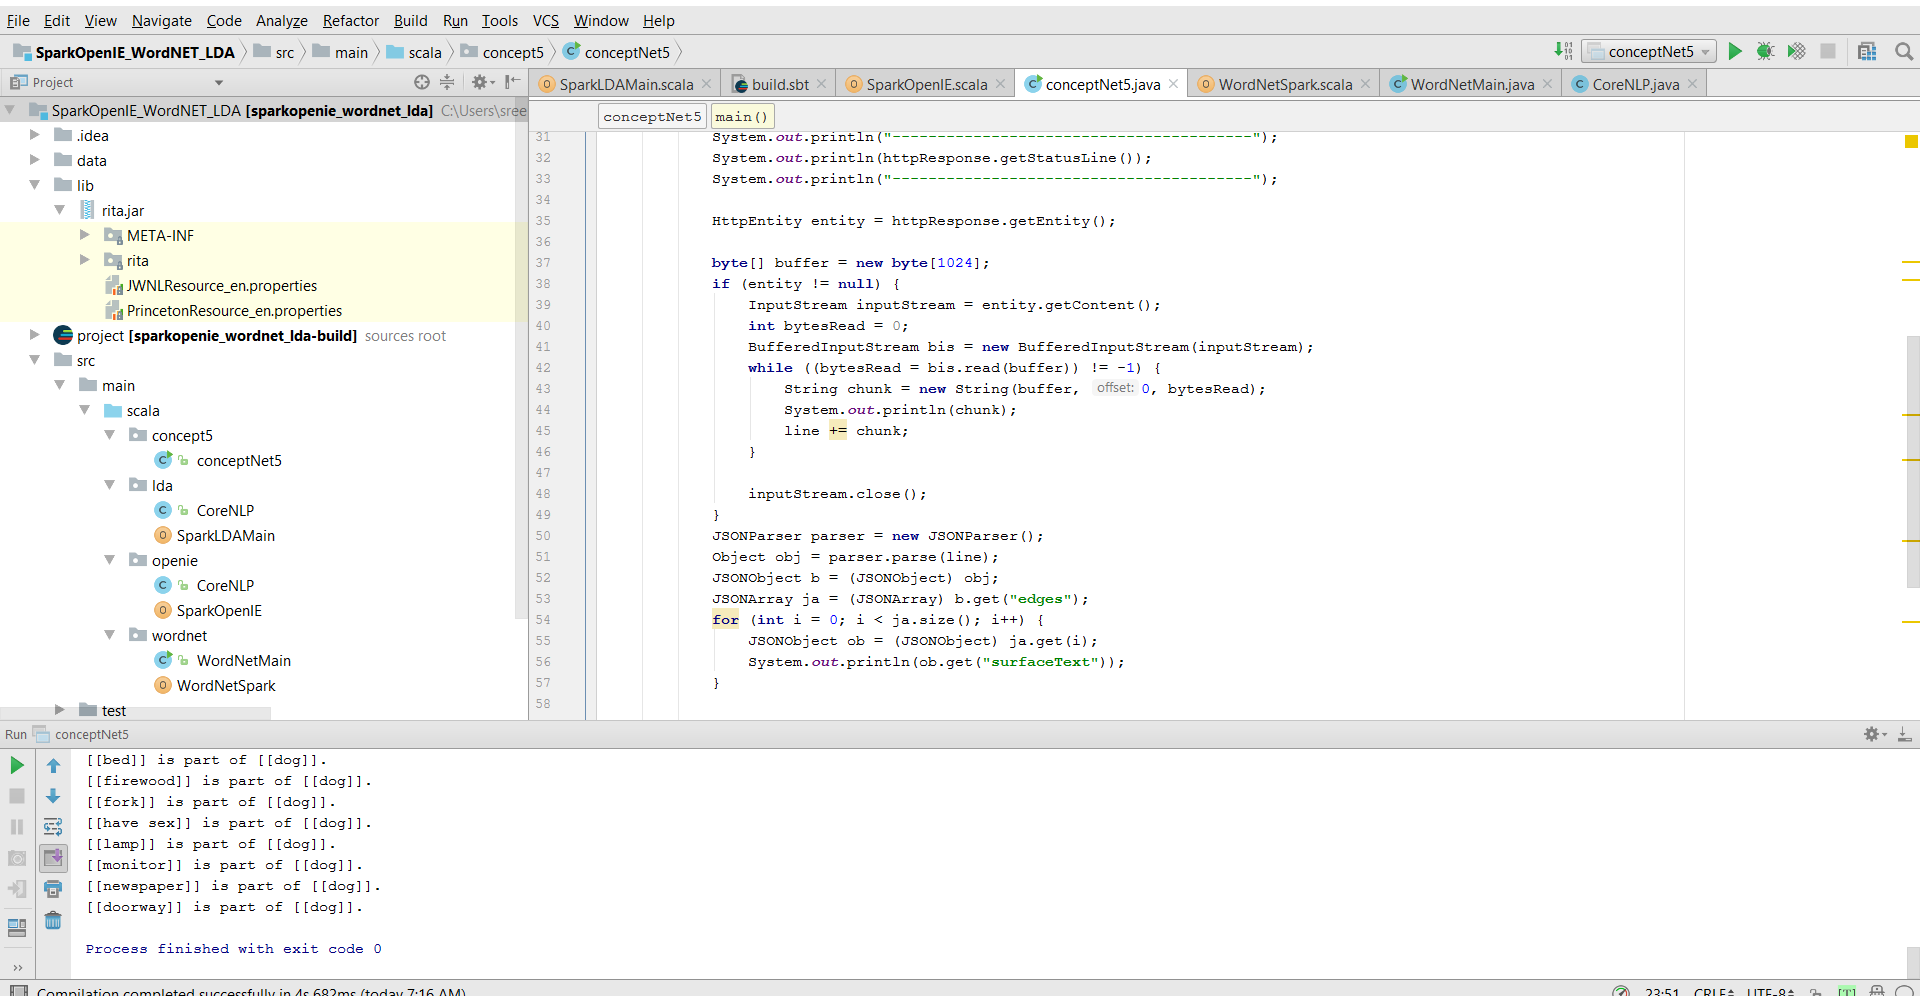 File Edit View Navigate Code Analyze Refactor Build Run Tools VCS Window Help
SparkOpenIE_WordNET_LDA src main scala concept5 conceptNet5 conceptNet5
Project
SparkLDAMain.scala build.sbt SparkOpenIE.scala conceptNet5.java WordNetSpark.scala WordNetMain.java CoreNLP.java
SparkOpenIE_WordNET_LDA [sparkopenie_wordnet_lda] C:\Users\sree
.idea
data
lib
rita.jar
META-INF
rita
JWNLResource_en.properties
PrincetonResource_en.properties
project [sparkopenie_wordnet_lda-build] sources root
src
main
scala
concept5
conceptNet5
lda
CoreNLP
SparkLDAMain
openie
CoreNLP
SparkOpenIE
wordnet
WordNetMain
WordNetSpark
test
conceptNet5 main()
31 System.out.println("----------------------------------------");
32 System.out.println(httpResponse.getStatusLine());
33 System.out.println("----------------------------------------");
34
35 HttpEntity entity = httpResponse.getEntity();
36
37 byte[] buffer = new byte[1024];
38 if (entity != null) {
39 InputStream inputStream = entity.getContent();
40 int bytesRead = 0;
41 BufferedInputStream bis = new BufferedInputStream(inputStream);
42 while ((bytesRead = bis.read(buffer)) != -1) {
43 String chunk = new String(buffer, offset: 0, bytesRead);
44 System.out.println(chunk);
45 line += chunk;
46 }
47
48 inputStream.close();
49 }
50 JSONParser parser = new JSONParser();
51 Object obj = parser.parse(line);
52 JSONObject b = (JSONObject) obj;
53 JSONArray ja = (JSONArray) b.get("edges");
54 for (int i = 0; i < ja.size(); i++) {
55 JSONObject ob = (JSONObject) ja.get(i);
56 System.out.println(ob.get("surfaceText"));
57 }
58
Run conceptNet5
[[bed]] is part of [[dog]].
[[firewood]] is part of [[dog]].
[[fork]] is part of [[dog]].
[[have sex]] is part of [[dog]].
[[lamp]] is part of [[dog]].
[[monitor]] is part of [[dog]].
[[newspaper]] is part of [[dog]].
[[doorway]] is part of [[dog]].
Process finished with exit code 0
Compilation completed successfully in 4s 682ms (today 7:16 AM) 23:51 CRLF UTF-8 [T]